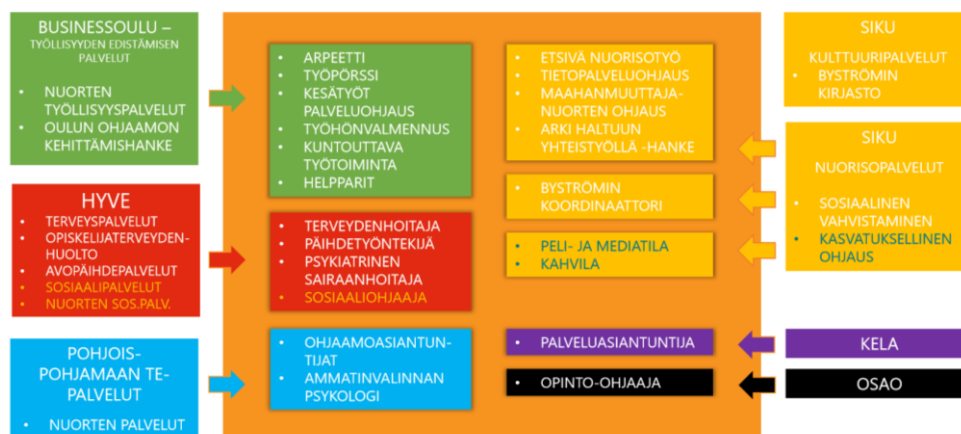 BUSINESSOULU –
TYÖLLISYYDEN EDISTÄMISEN
PALVELUT
• NUORTEN
TYÖLLISYYSPALVELUT
• OULUN OHJAAMON
KEHITTÄMISHANKE
HYVE
• TERVEYSPALVELUT
• OPISKELIJATERVEYDEN-
HUOLTO
• AVOPÄIHDEPALVELUT
• SOSIAALIPALVELUT
• NUORTEN SOS.PALV.
POHJOIS-
POHJAMAAN TE-
PALVELUT
• NUORTEN PALVELUT
• ARPEETTI
• TYÖPÖRSSI
• KESÄTYÖT
PALVELUOHJAUS
• TYÖHÖNVALMENNUS
• KUNTOUTTAVA
TYÖTOIMINTA
• HELPPARIT
• TERVEYDENHOITAJA
• PÄIHDETYÖNTEKIJÄ
• PSYKIATRINEN
SAIRAANHOITAJA
• SOSIAALIOHJAAJA
• OHJAAMOASIANTUN-
TIJAT
• AMMATINVALINNAN
PSYKOLOGI
• ETSIVÄ NUORISOTYÖ
• TIETOPALVELUOHJAUS
• MAAHANMUUTTAJA-
NUORTEN OHJAUS
• ARKI HALTUUN
YHTEISTYÖLLÄ -HANKE
• BYSTRÖMIN
KOORDINAATTORI
• PELI- JA MEDIATILA
• KAHVILA
• PALVELUASIANTUNTIJA
• OPINTO-OHJAAJA
SIKU
KULTTUURIPALVELUT
• BYSTRÖMIN
KIRJASTO
SIKU
NUORISOPALVELUT
• SOSIAALINEN
VAHVISTAMINEN
• KASVATUKSELLINEN
OHJAUS
KELA
OSAO